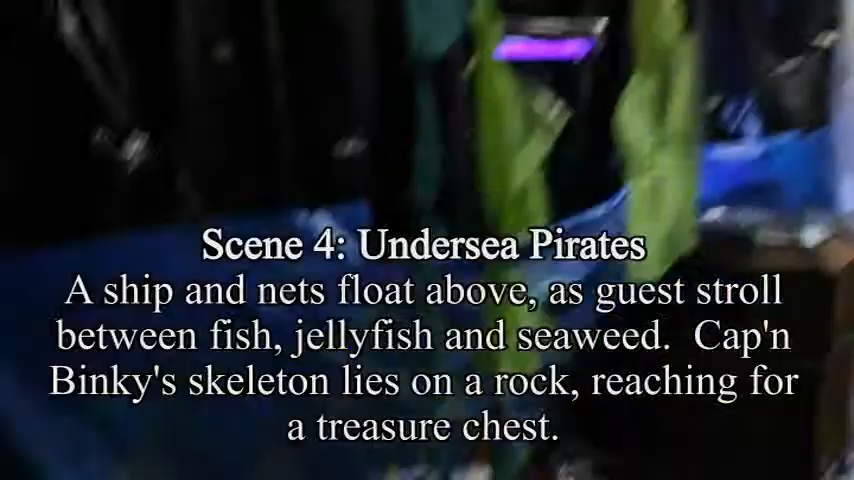 Scene 4: Undersea Pirates
A ship and nets float above, as guest stroll
between fish, jellyfish and seaweed.  Cap'n
Binky's skeleton lies on a rock, reaching for
a treasure chest.